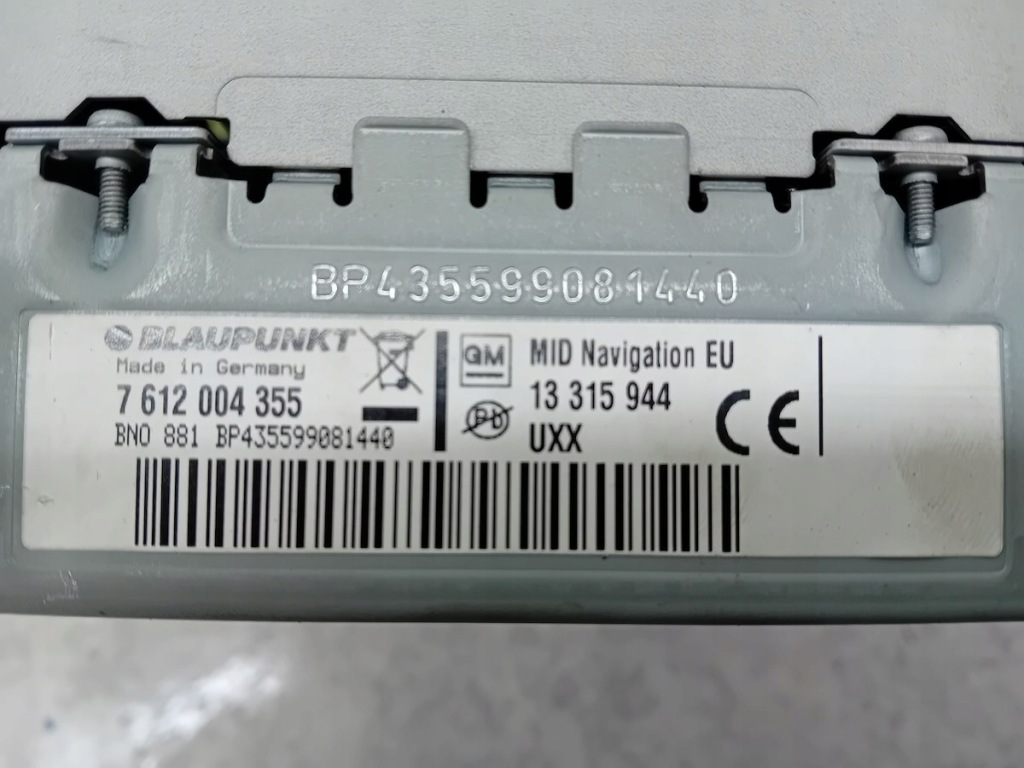 BP435599081440
BLAUPUNKT
Made in Germany
7 612 004 355
BNO 881 BP435599081440
GM
MID Navigation EU
13 315 944
Pb
UXX
CE